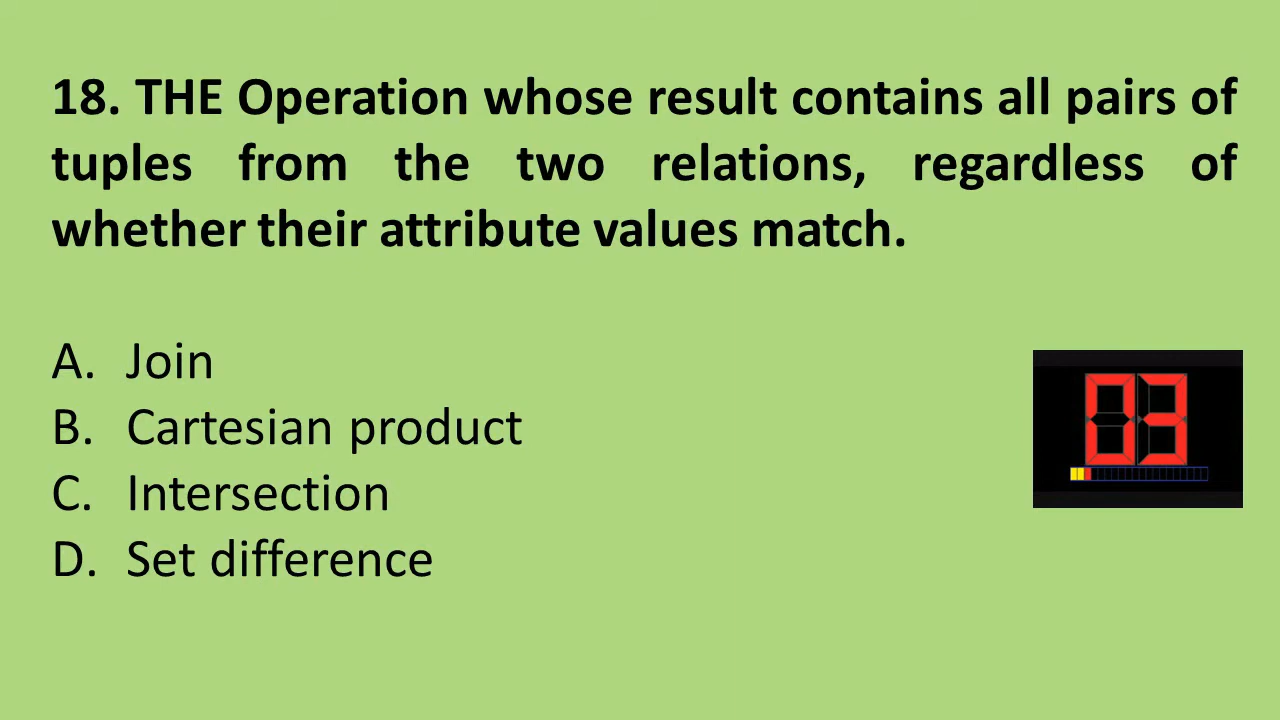 18. THE Operation whose result contains all pairs of
tuples from the two relations, regardless of
whether their attribute values match.
A. Join
B. Cartesian product
C. Intersection
D. Set difference
03